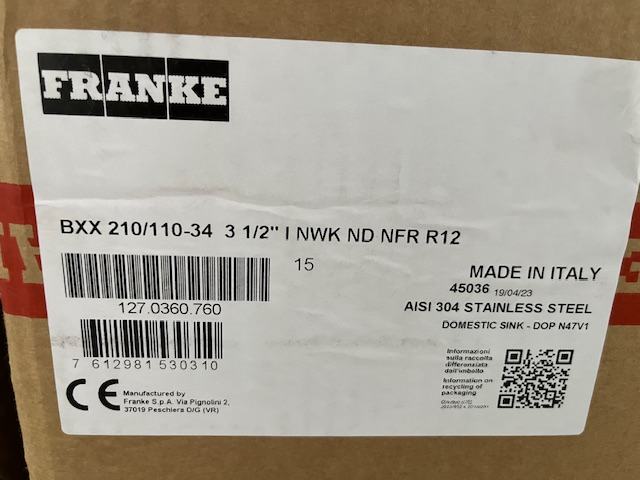 FRANKE
BXX 210/110-34 3 1/2" I NWK ND NFR R12
15
MADE IN ITALY
127.0360.760
45036 19/04/23
AISI 304 STAINLESS STEEL
DOMESTIC SINK - DOP N47V1
7 612981 530310
CE
Manufactured by
Franke S.p.A. Via Pignolini 2,
37019 Peschiera D/G (VR)
Informazioni
sulla raccolta
differenziata
dell'imballo
Information on
recycling of
packaging